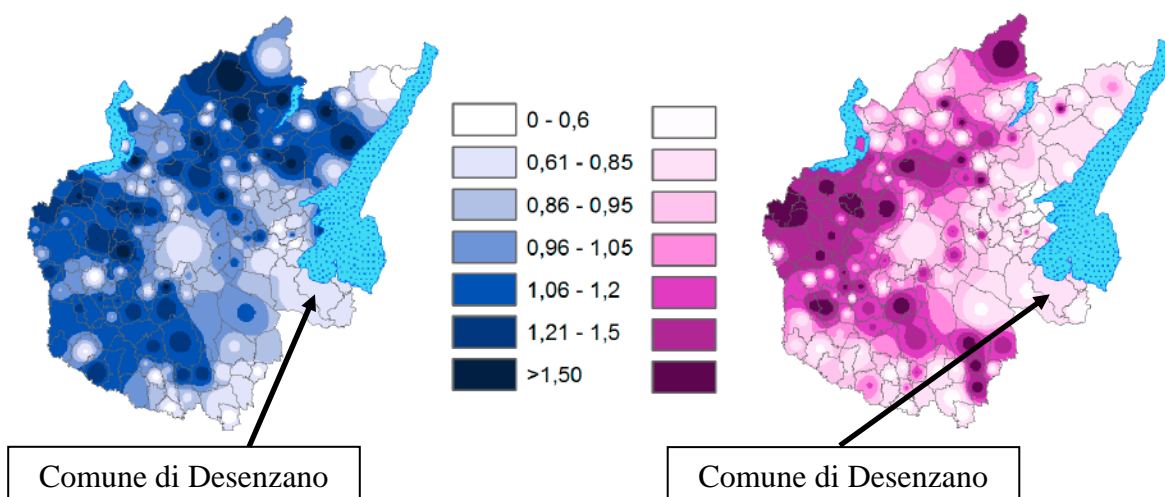 0 - 0,6
0,61 - 0,85
0,86 - 0,95
0,96 - 1,05
1,06 - 1,2
1,21 - 1,5
>1,50
Comune di Desenzano
Comune di Desenzano